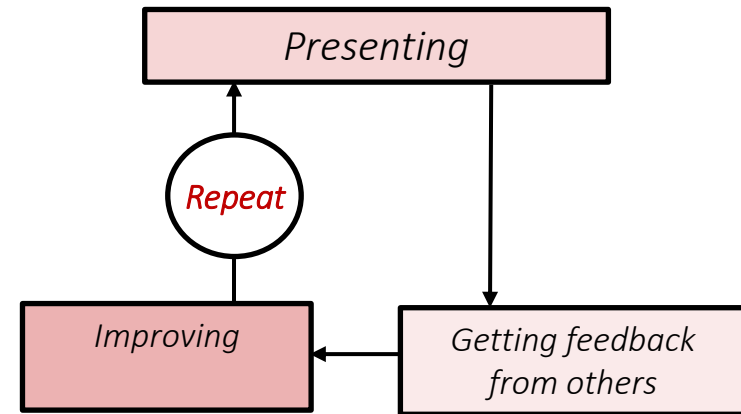 Presenting
Repeat
Improving
Getting feedback
from others